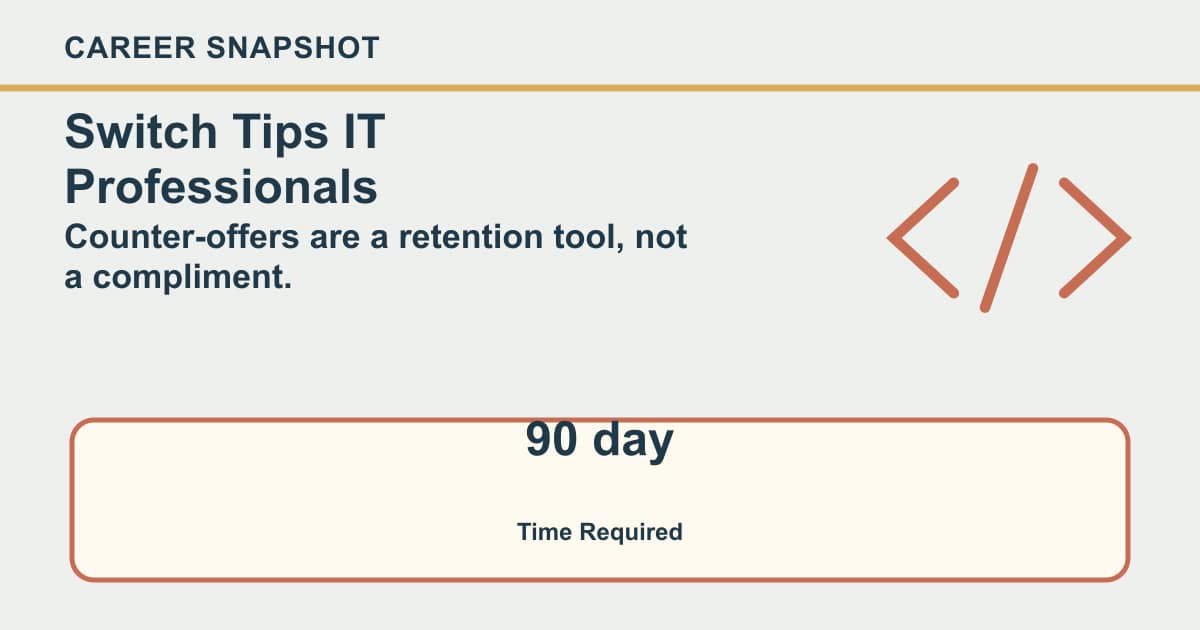 CAREER SNAPSHOT
Switch Tips IT
Professionals
Counter-offers are a retention tool, not
a compliment.
90 day
Time Required